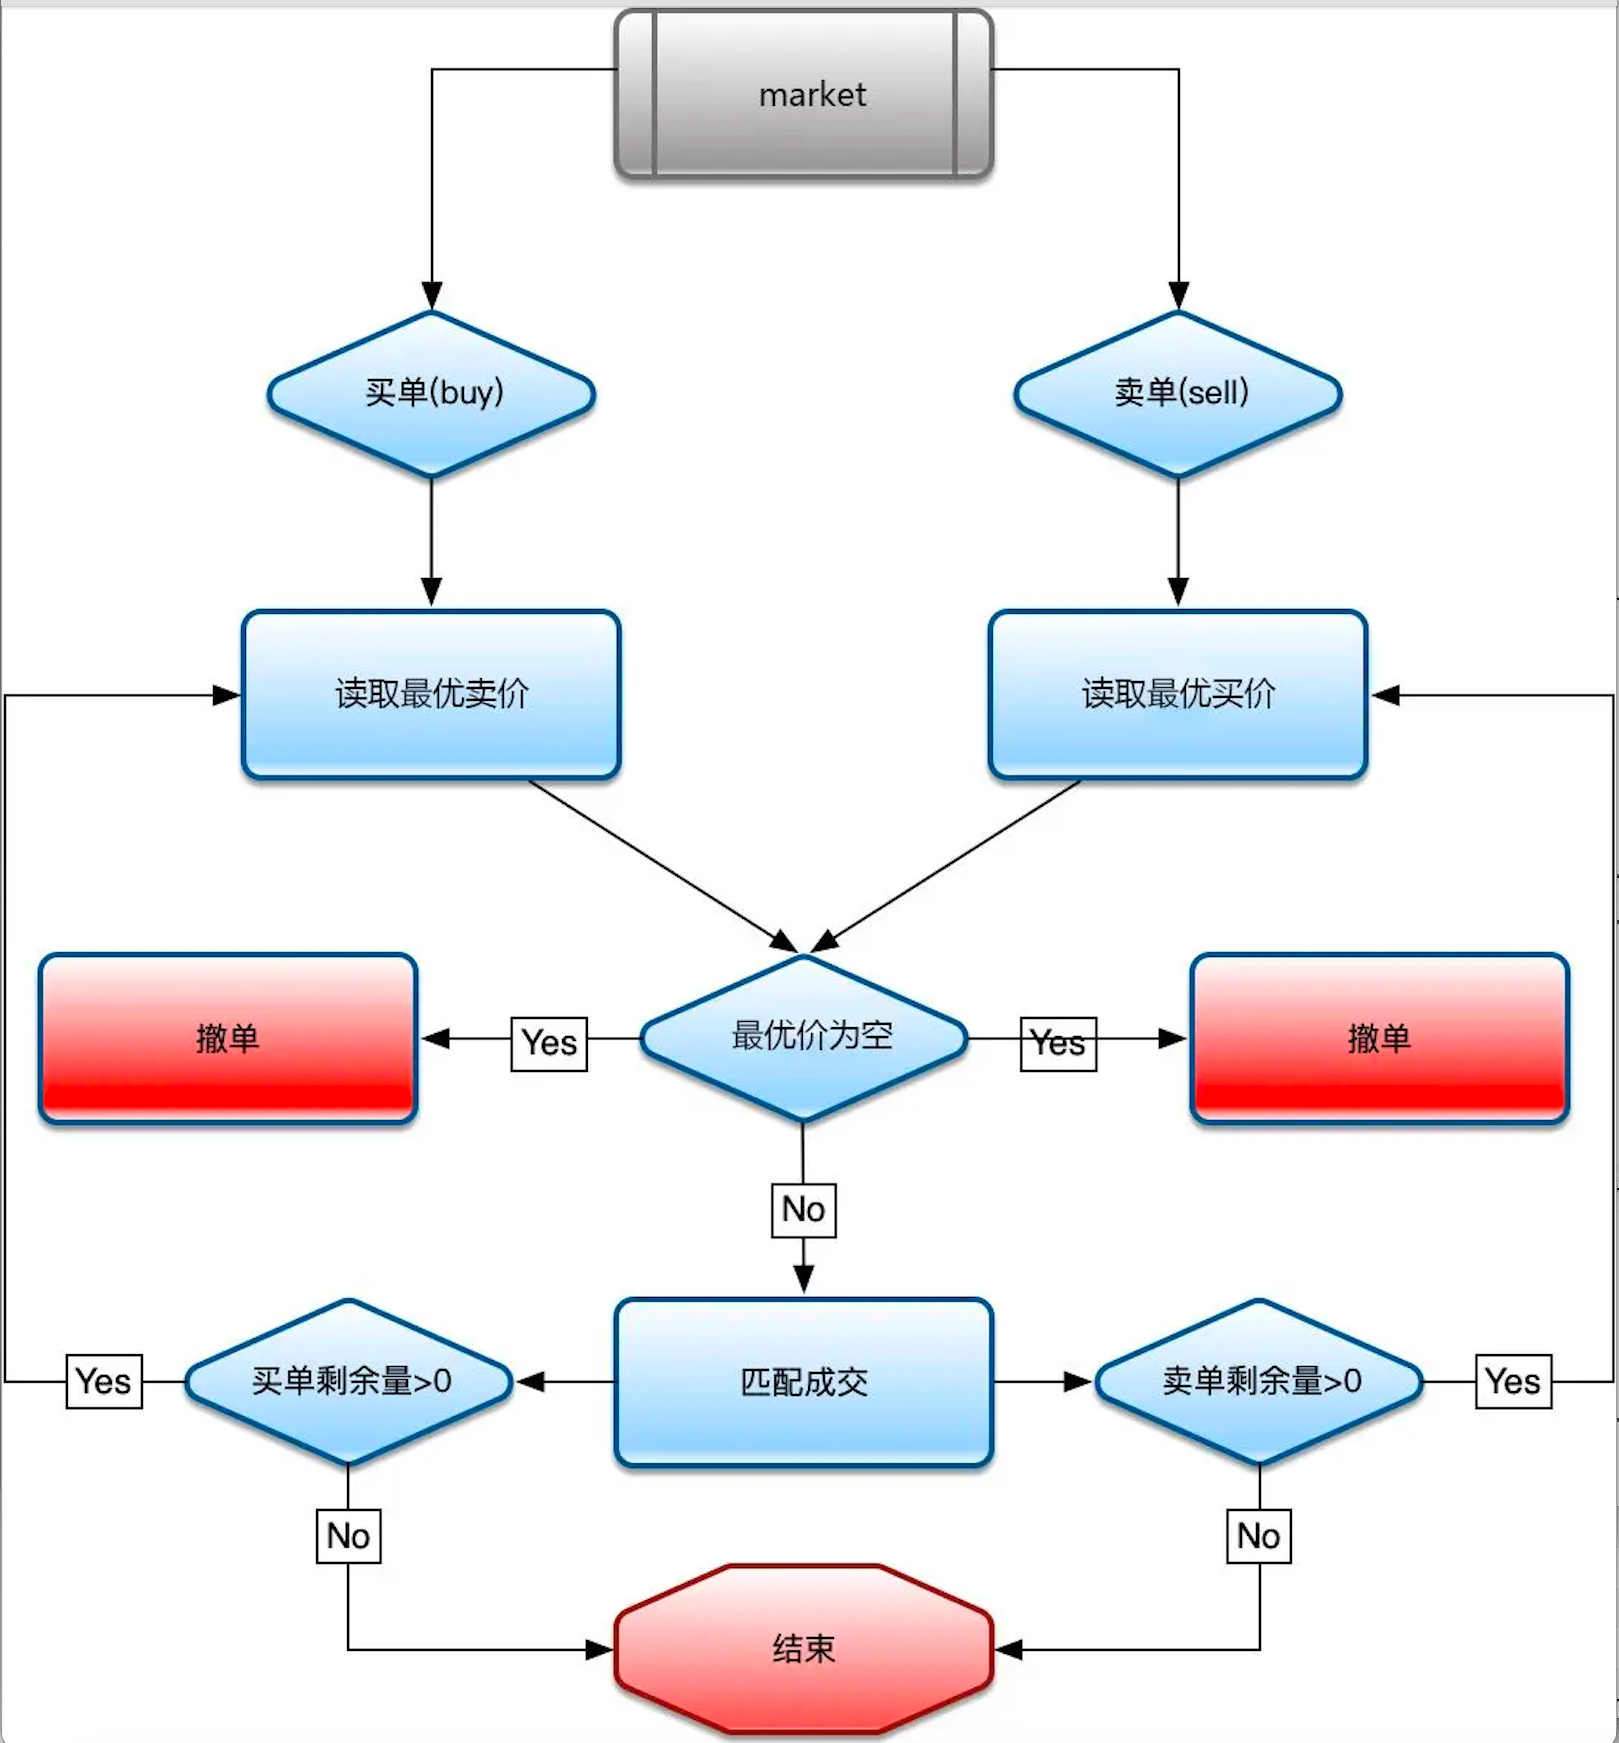 market
买单(buy)
卖单(sell)
读取最优卖价
读取最优买价
撤单
Yes
最优价为空
Yes
撤单
No
Yes
买单剩余量>0
匹配成交
卖单剩余量>0
Yes
No
No
结束